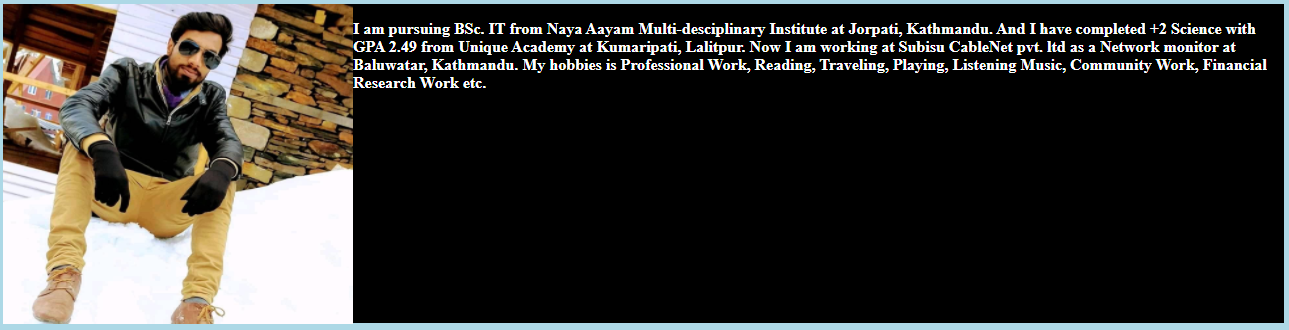 I am pursuing BSc. IT from Naya Aayam Multi-desciplinary Institute at Jorpati, Kathmandu. And I have completed +2 Science with
GPA 2.49 from Unique Academy at Kumaripati, Lalitpur. Now I am working at Subisu CableNet pvt. ltd as a Network monitor at
Baluwatar, Kathmandu. My hobbies is Professional Work, Reading, Traveling, Playing, Listening Music, Community Work, Financial
Research Work etc.